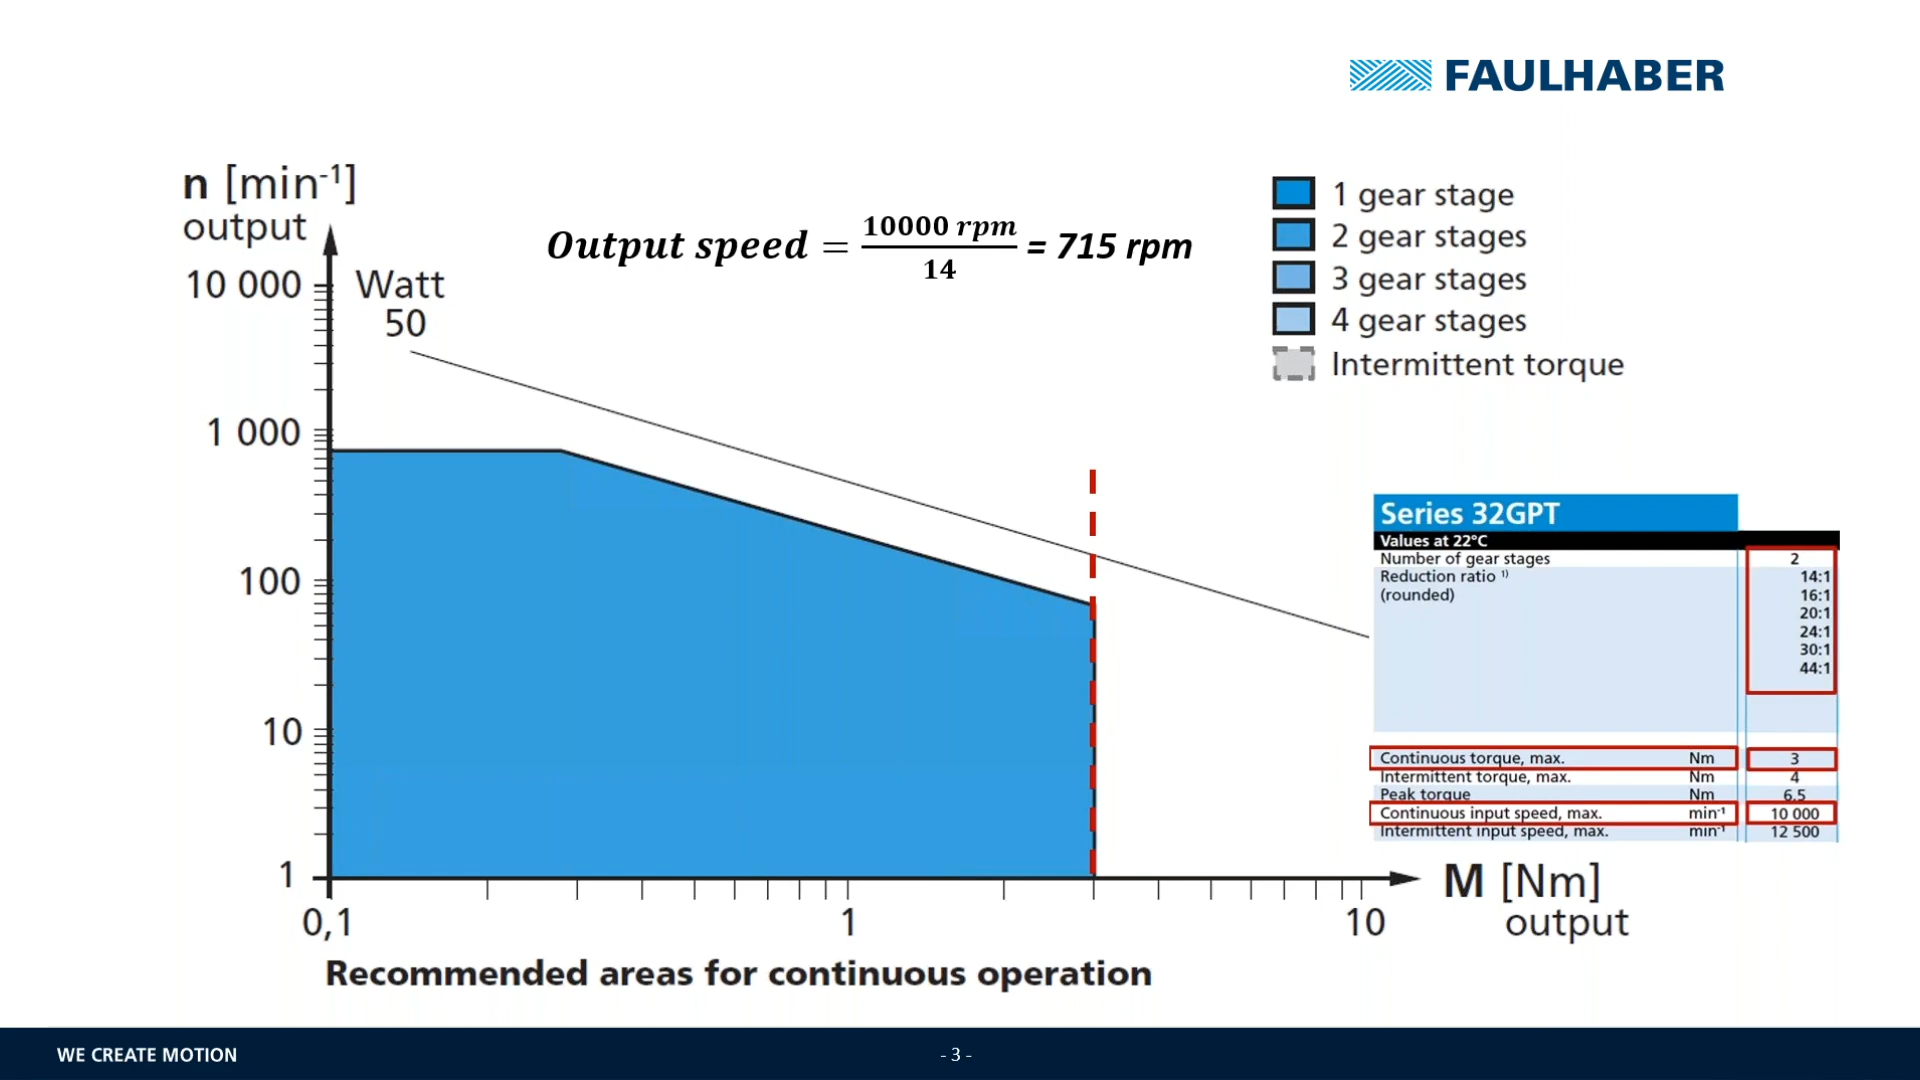 FAULHABER
n [min⁻¹]
output
Output speed = 10000 rpm / 14 = 715 rpm
1 gear stage
2 gear stages
3 gear stages
4 gear stages
Intermittent torque
10 000
Watt
50
1 000
100
10
1
0,1
1
10
M [Nm]
output
Series 32GPT
Values at 22°C
Number of gear stages 2
Reduction ratio ¹⁾ 14:1
(rounded) 16:1
20:1
24:1
30:1
44:1
Continuous torque, max. Nm 3
Intermittent torque, max. Nm 4
Peak torque Nm 6.5
Continuous input speed, max. min⁻¹ 10 000
Intermittent input speed, max. min⁻¹ 12 500
Recommended areas for continuous operation
WE CREATE MOTION
- 3 -